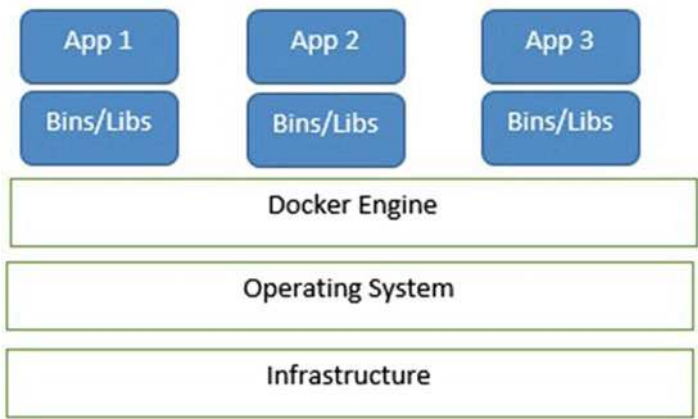 App 1
App 2
App 3
Bins/Libs
Bins/Libs
Bins/Libs
Docker Engine
Operating System
Infrastructure